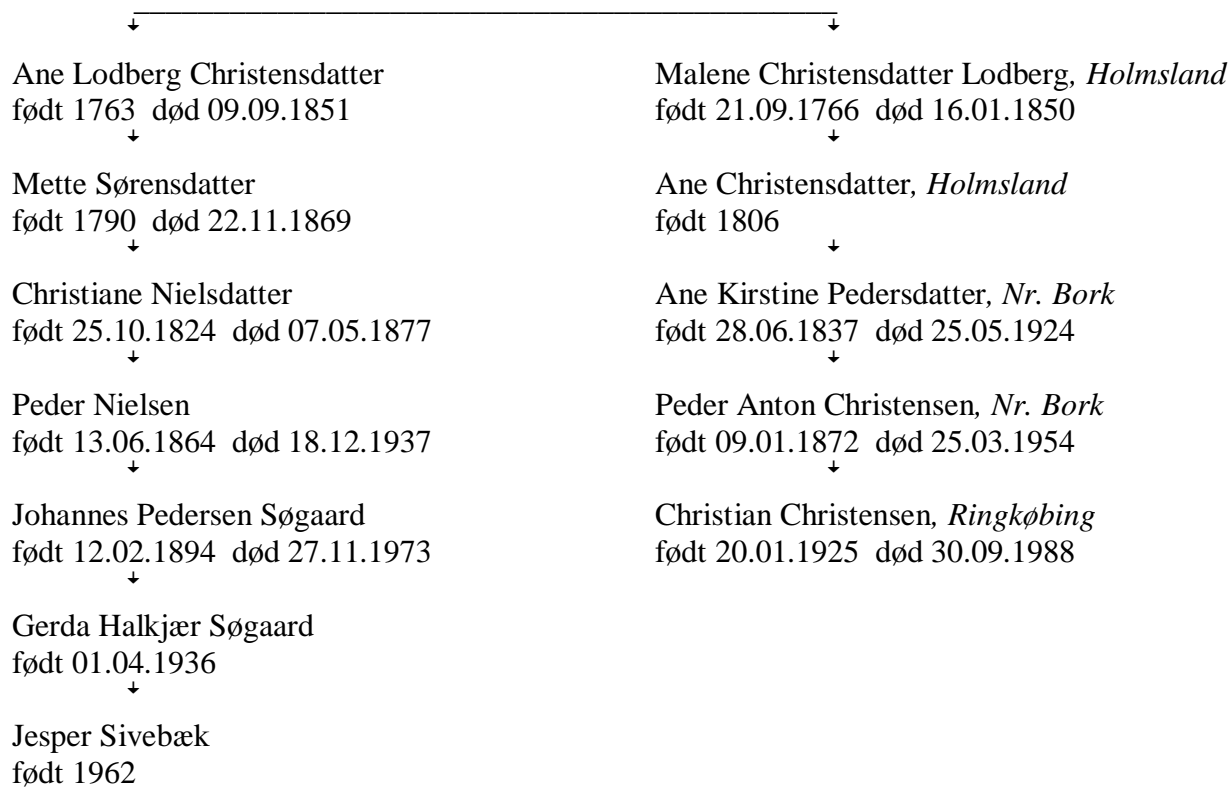 Ane Lodberg Christensdatter
født 1763  død 09.09.1851
Mette Sørensdatter
født 1790  død 22.11.1869
Christiane Nielsdatter
født 25.10.1824  død 07.05.1877
Peder Nielsen
født 13.06.1864  død 18.12.1937
Johannes Pedersen Søgaard
født 12.02.1894  død 27.11.1973
Gerda Halkjær Søgaard
født 01.04.1936
Jesper Sivebæk
født 1962
Malene Christensdatter Lodberg, Holmsland
født 21.09.1766  død 16.01.1850
Ane Christensdatter, Holmsland
født 1806
Ane Kirstine Pedersdatter, Nr. Bork
født 28.06.1837  død 25.05.1924
Peder Anton Christensen, Nr. Bork
født 09.01.1872  død 25.03.1954
Christian Christensen, Ringkøbing
født 20.01.1925  død 30.09.1988